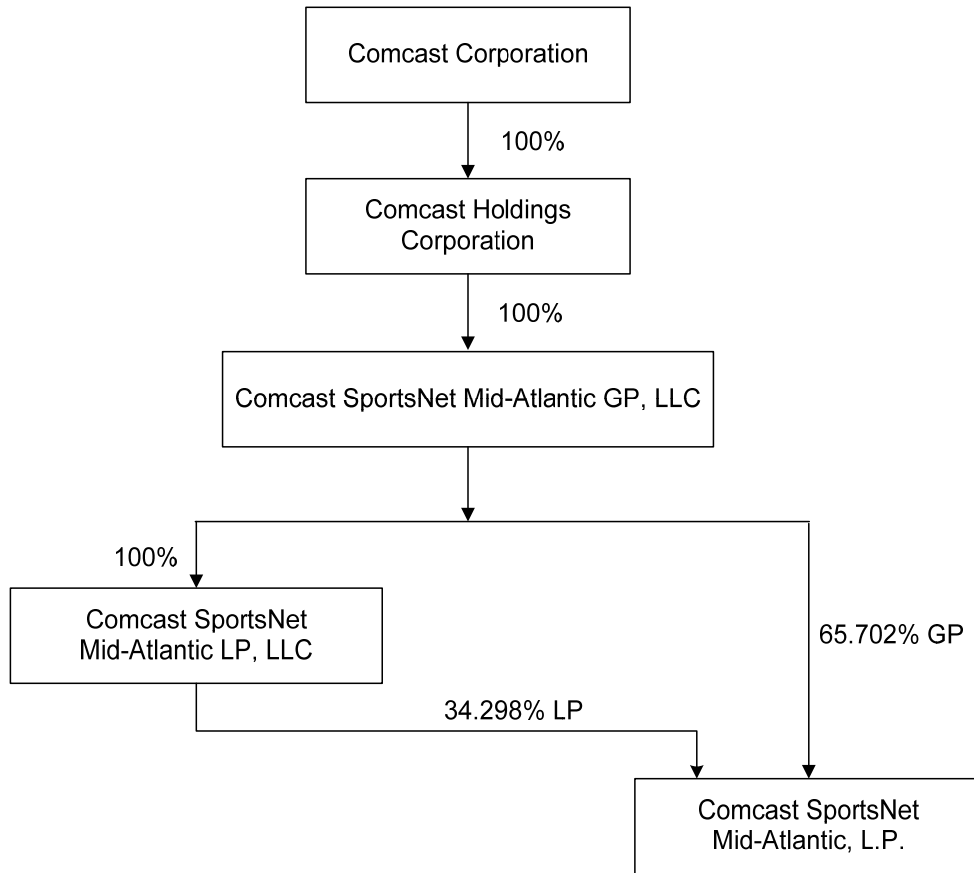 Comcast Corporation
100%
Comcast Holdings
Corporation
100%
Comcast SportsNet Mid-Atlantic GP, LLC
100%
Comcast SportsNet
Mid-Atlantic LP, LLC
65.702% GP
34.298% LP
Comcast SportsNet
Mid-Atlantic, L.P.